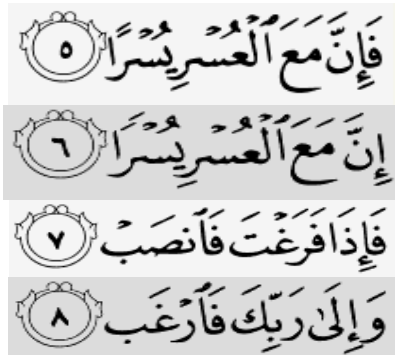 فَإِنَّ مَعَ ٱلْعُسْرِ يُسْرًا ٥
إِنَّ مَعَ ٱلْعُسْرِ يُسْرًا ٦
فَإِذَا فَرَغْتَ فَٱنصَبْ ٧
وَإِلَىٰ رَبِّكَ فَٱرْغَب ٨